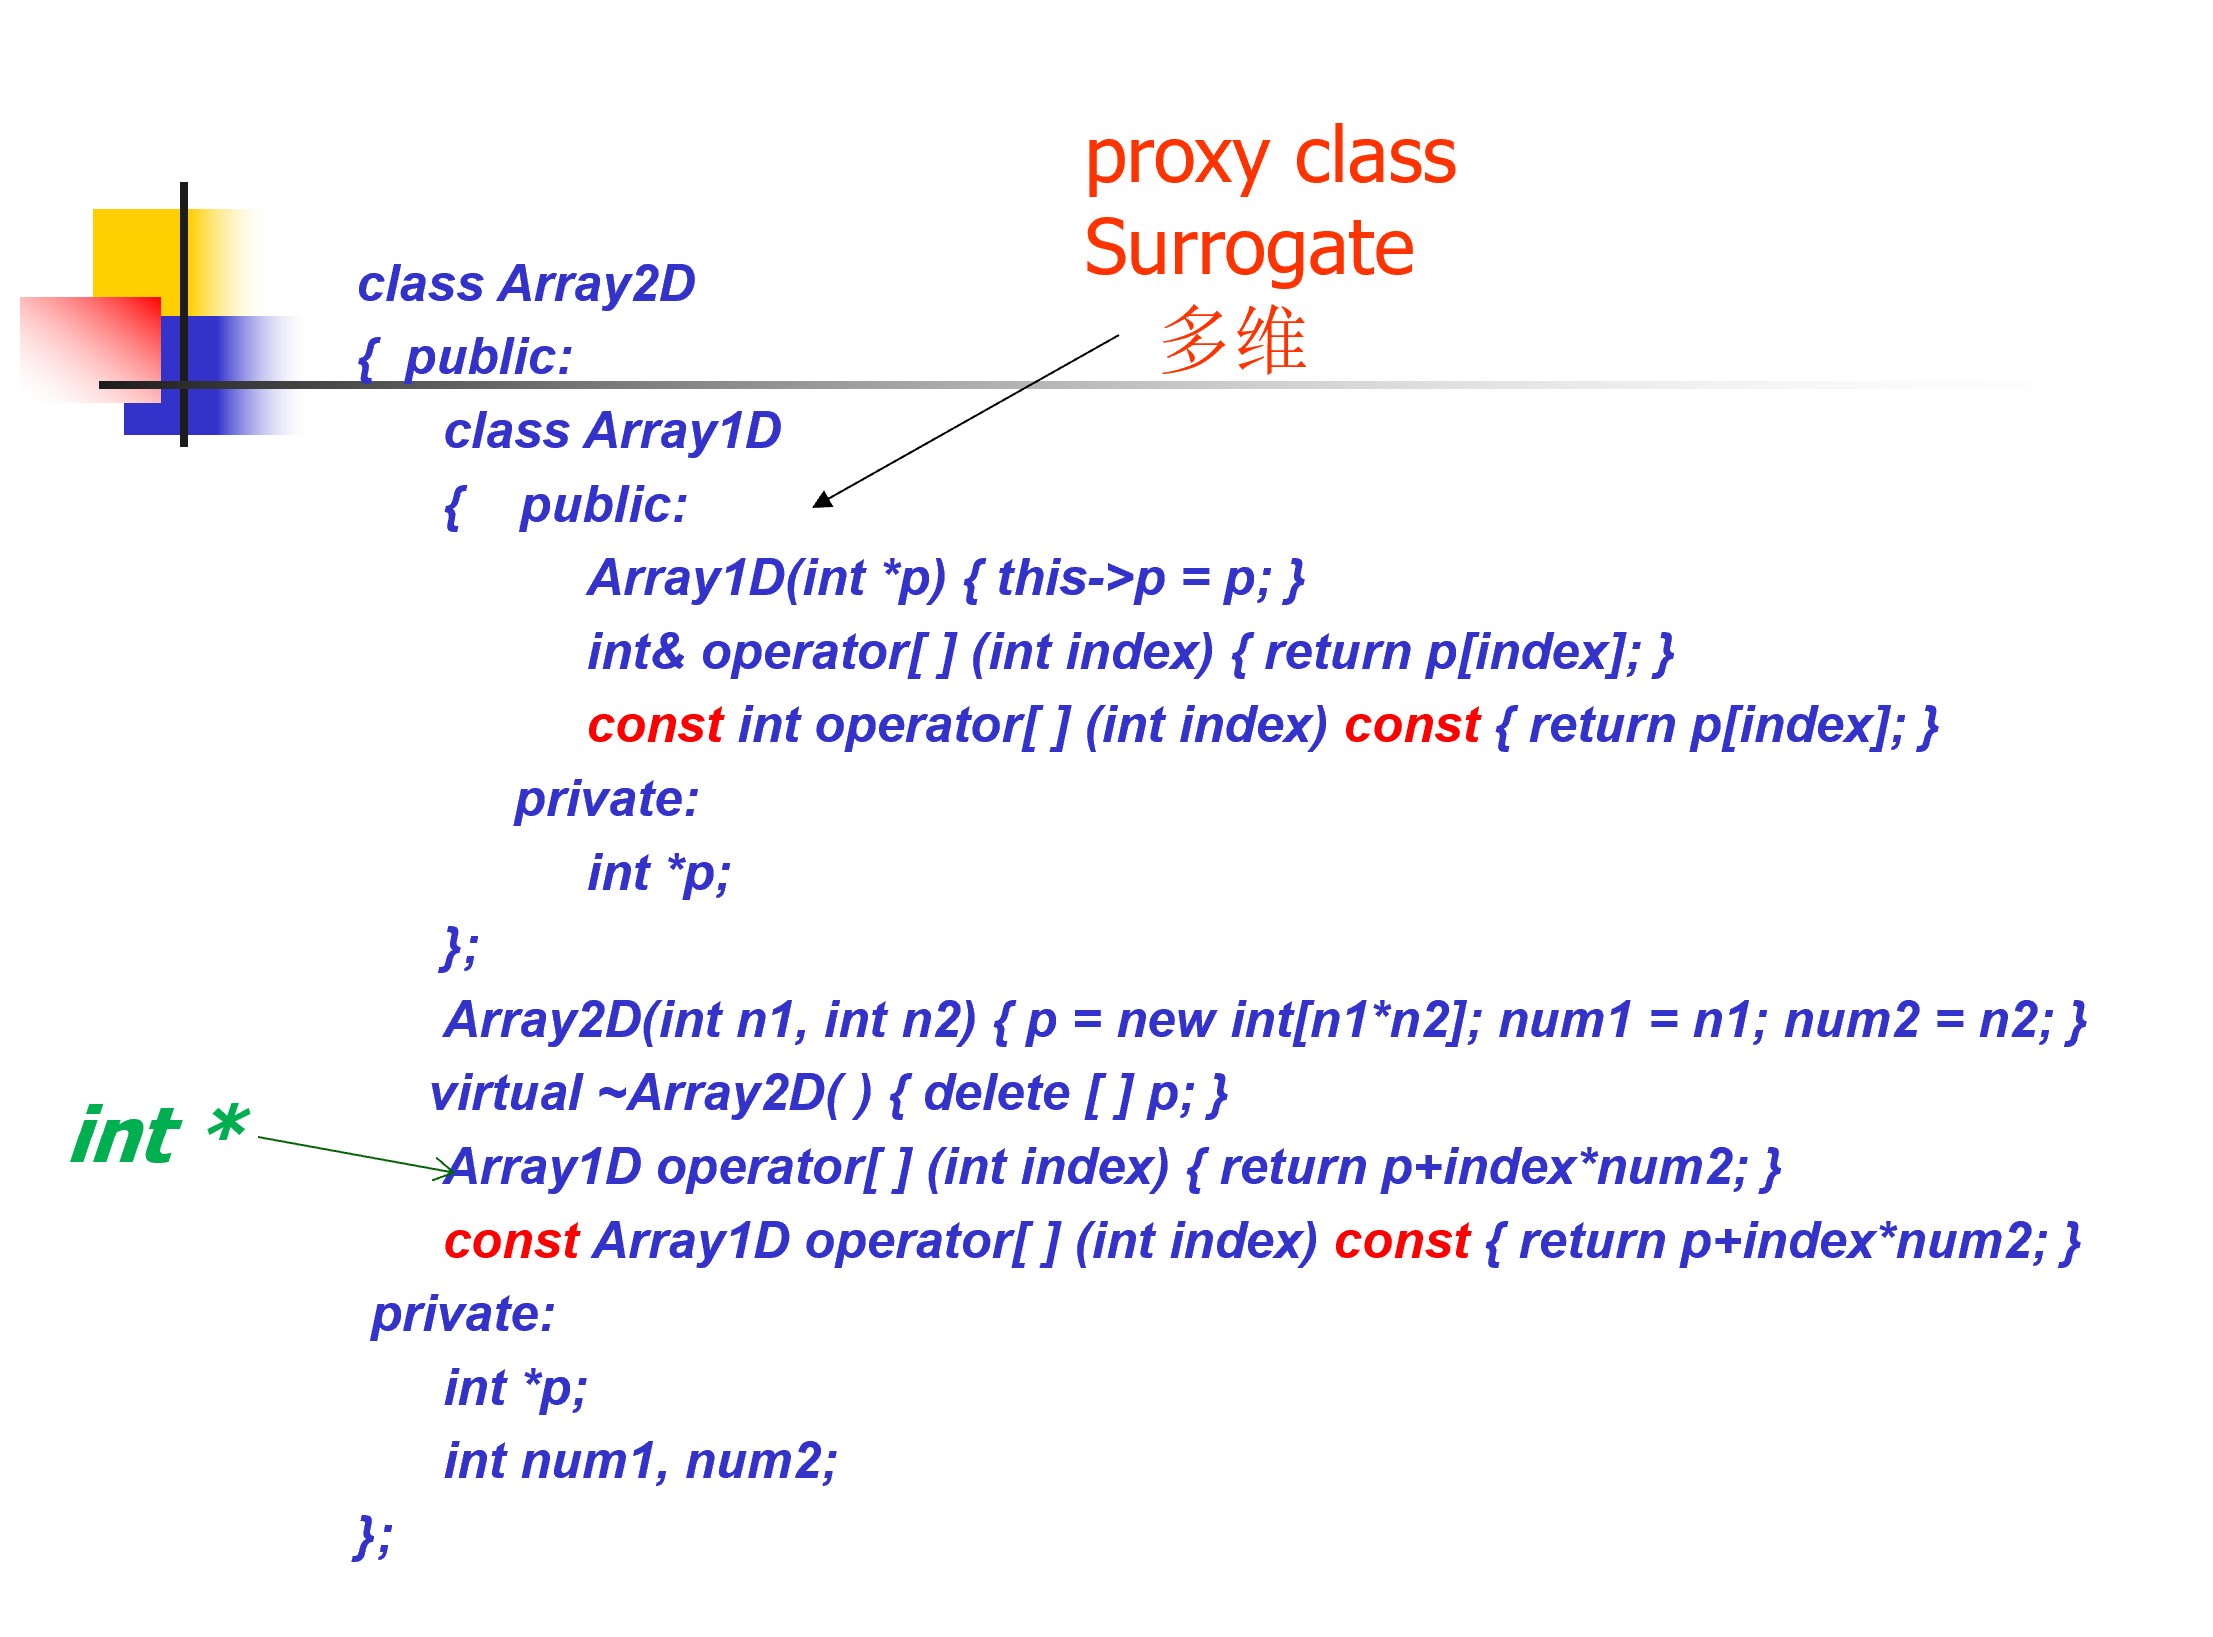 proxy class
Surrogate
多维
class Array2D
{ public:
class Array1D
{ public:
Array1D(int *p) { this->p = p; }
int& operator[ ] (int index) { return p[index]; }
const int operator[ ] (int index) const { return p[index]; }
private:
int *p;
};
Array2D(int n1, int n2) { p = new int[n1*n2]; num1 = n1; num2 = n2; }
virtual ~Array2D( ) { delete [ ] p; }
int *
Array1D operator[ ] (int index) { return p+index*num2; }
const Array1D operator[ ] (int index) const { return p+index*num2; }
private:
int *p;
int num1, num2;
};